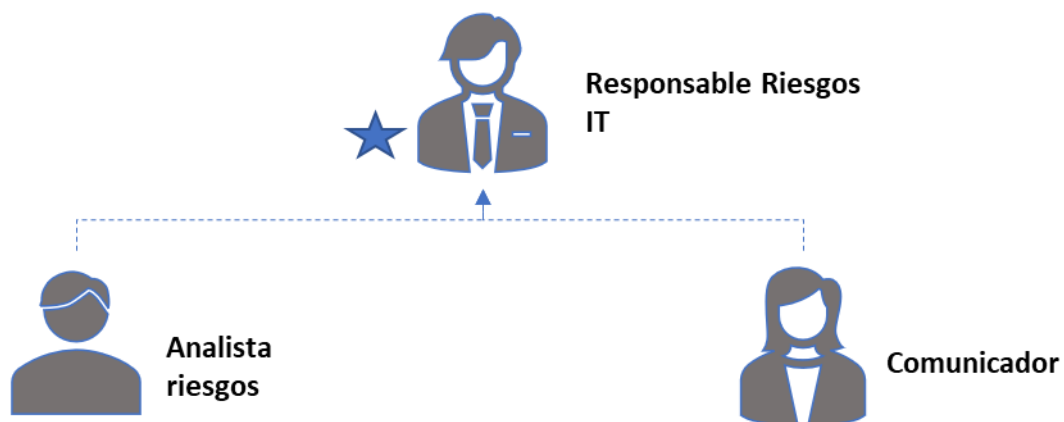 Responsable Riesgos
IT
Analista
riesgos
Comunicador